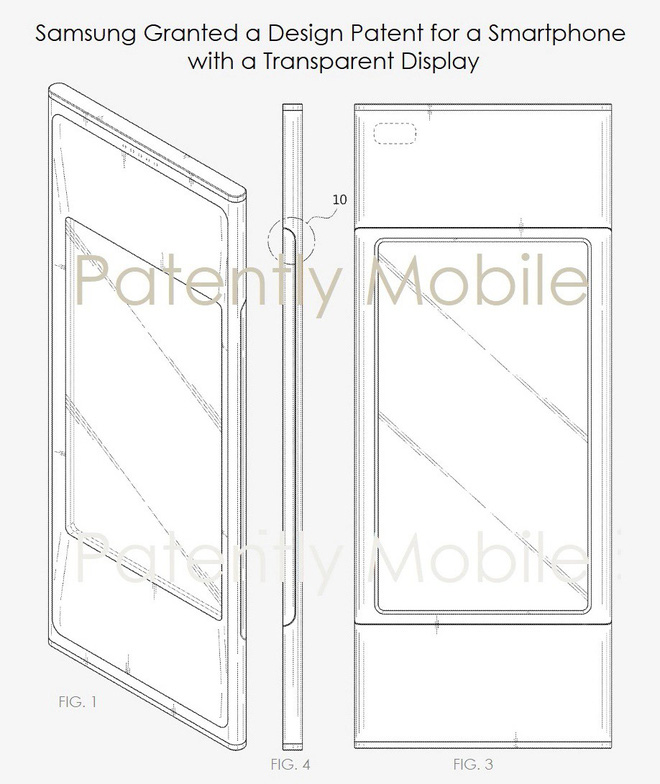 Samsung Granted a Design Patent for a Smartphone
with a Transparent Display
10
Patently Mobile
Patently Mobile
FIG. 1
FIG. 4
FIG. 3